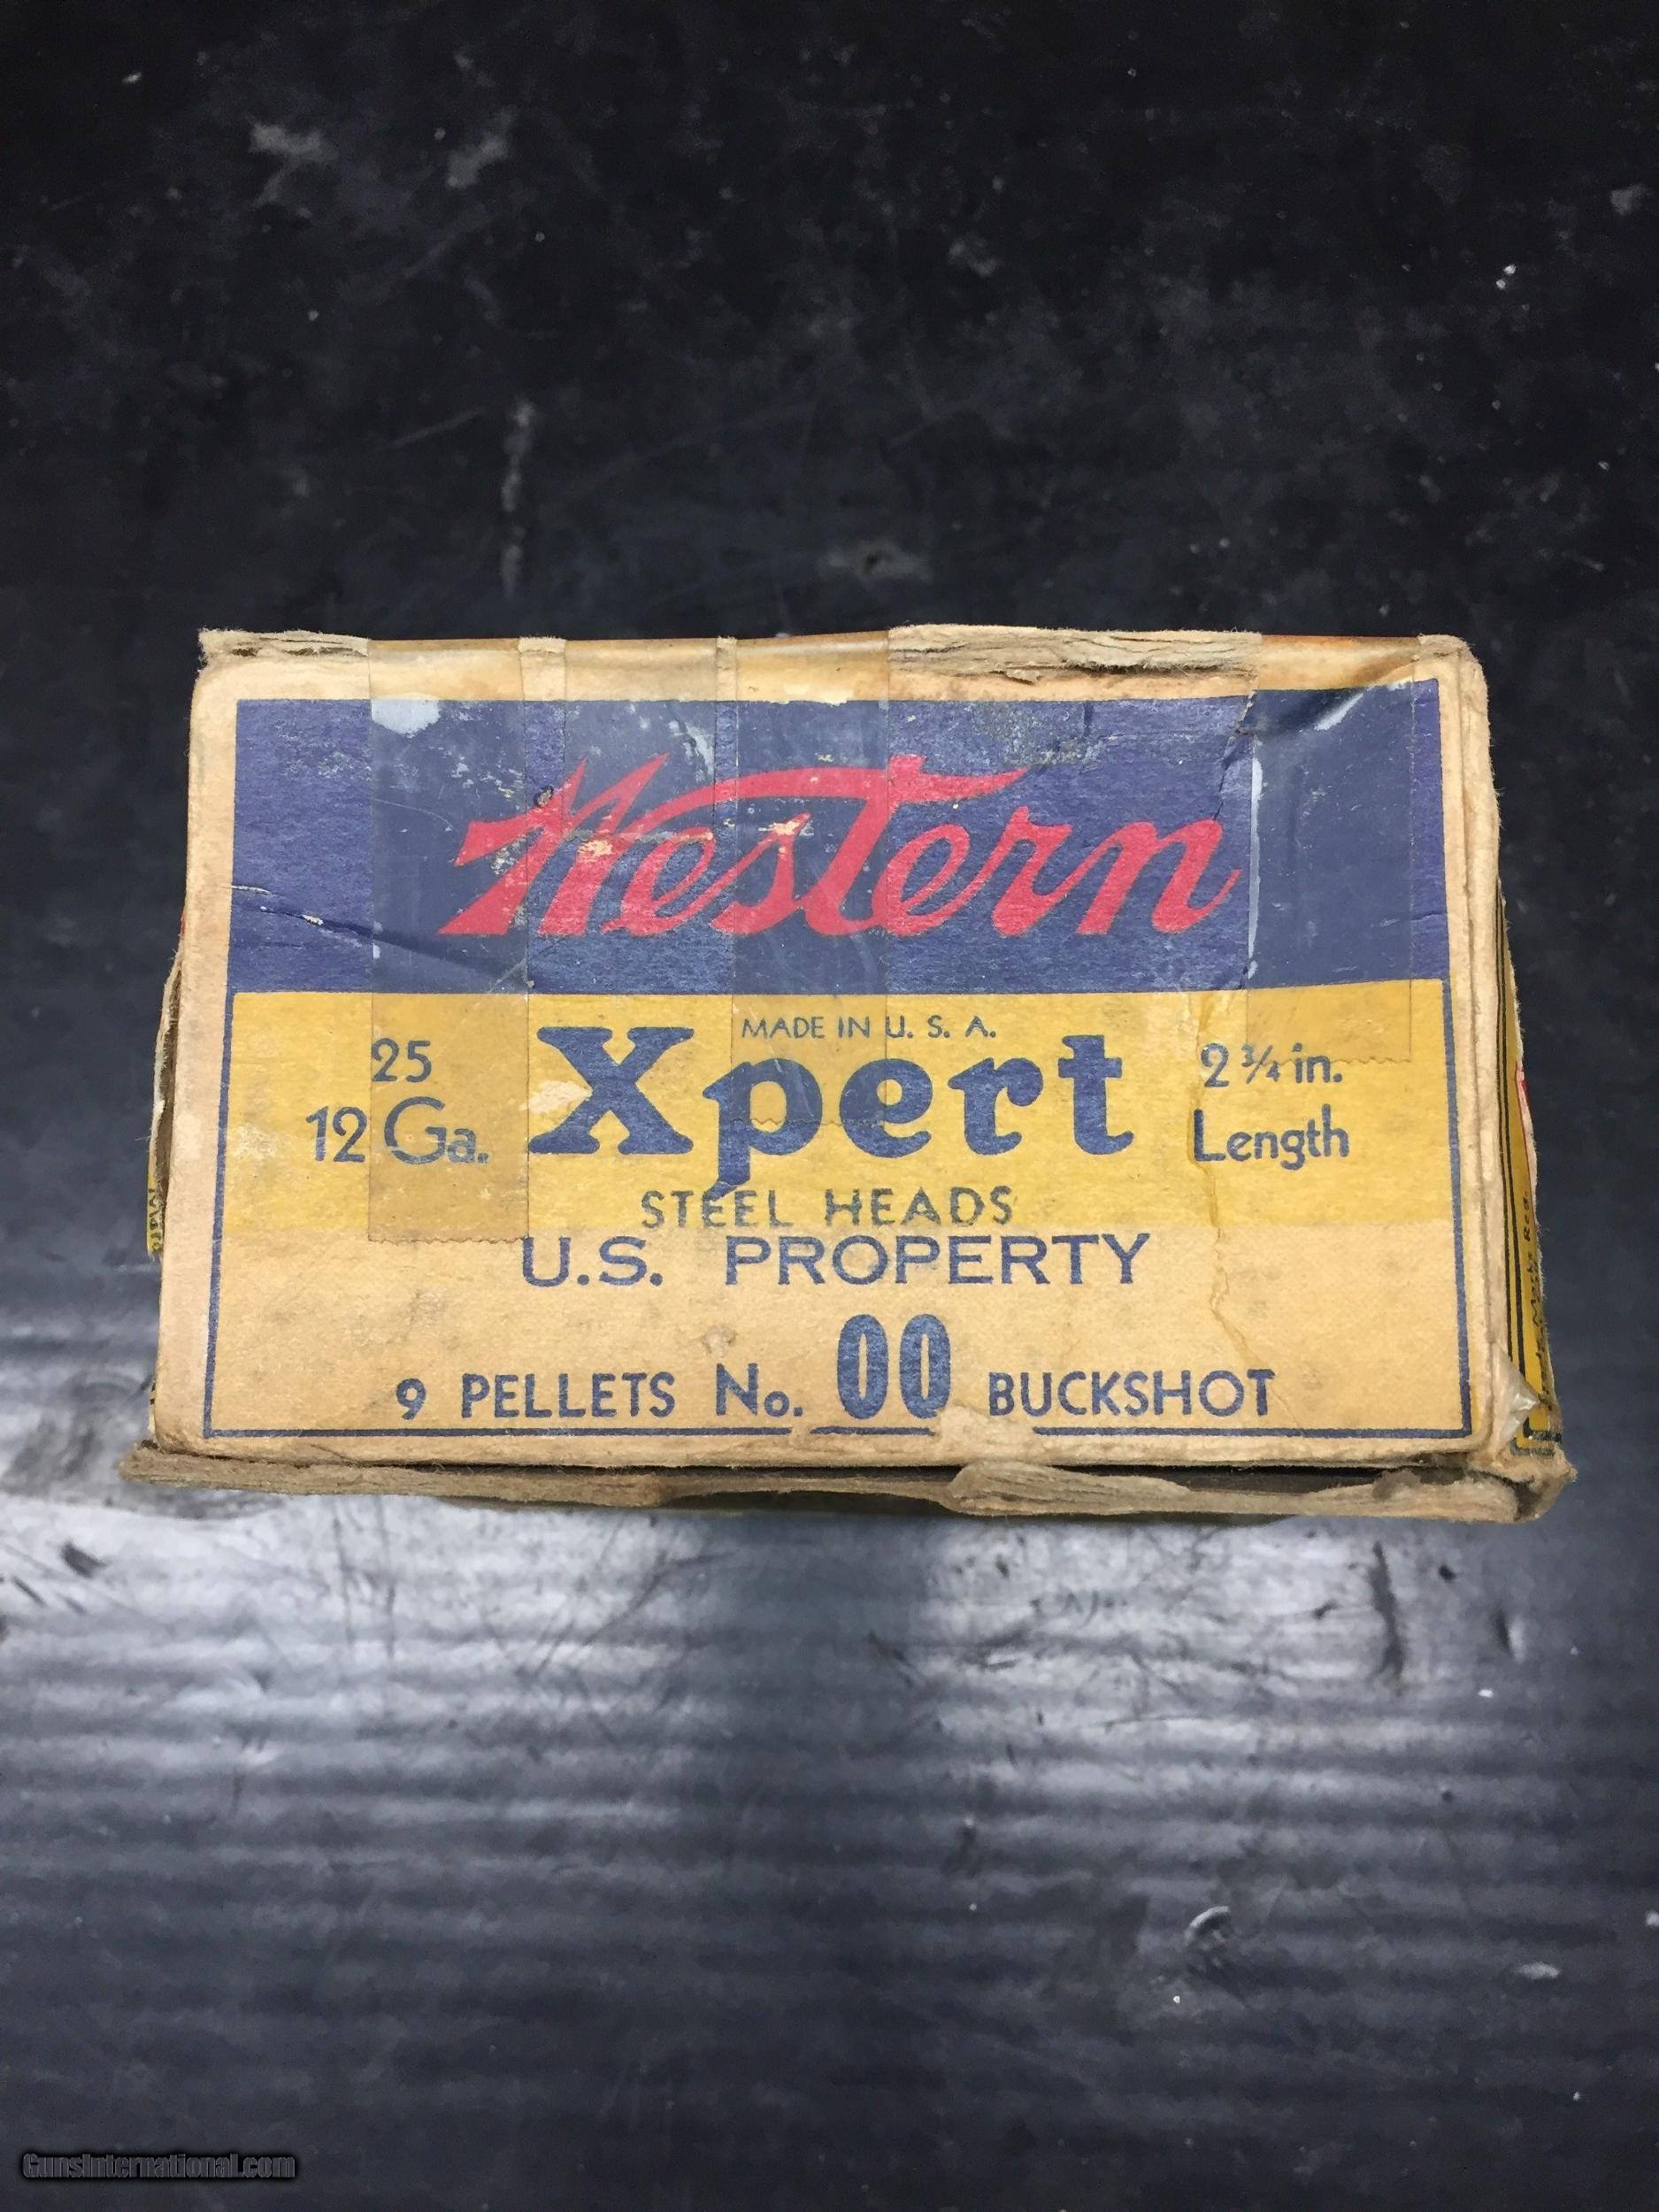 Western
MADE IN U. S. A.
25
12 Ga.
Xpert
2 3/4 in.
Length
STEEL HEADS
U.S. PROPERTY
9 PELLETS No. 00 BUCKSHOT
GunsInternational.com